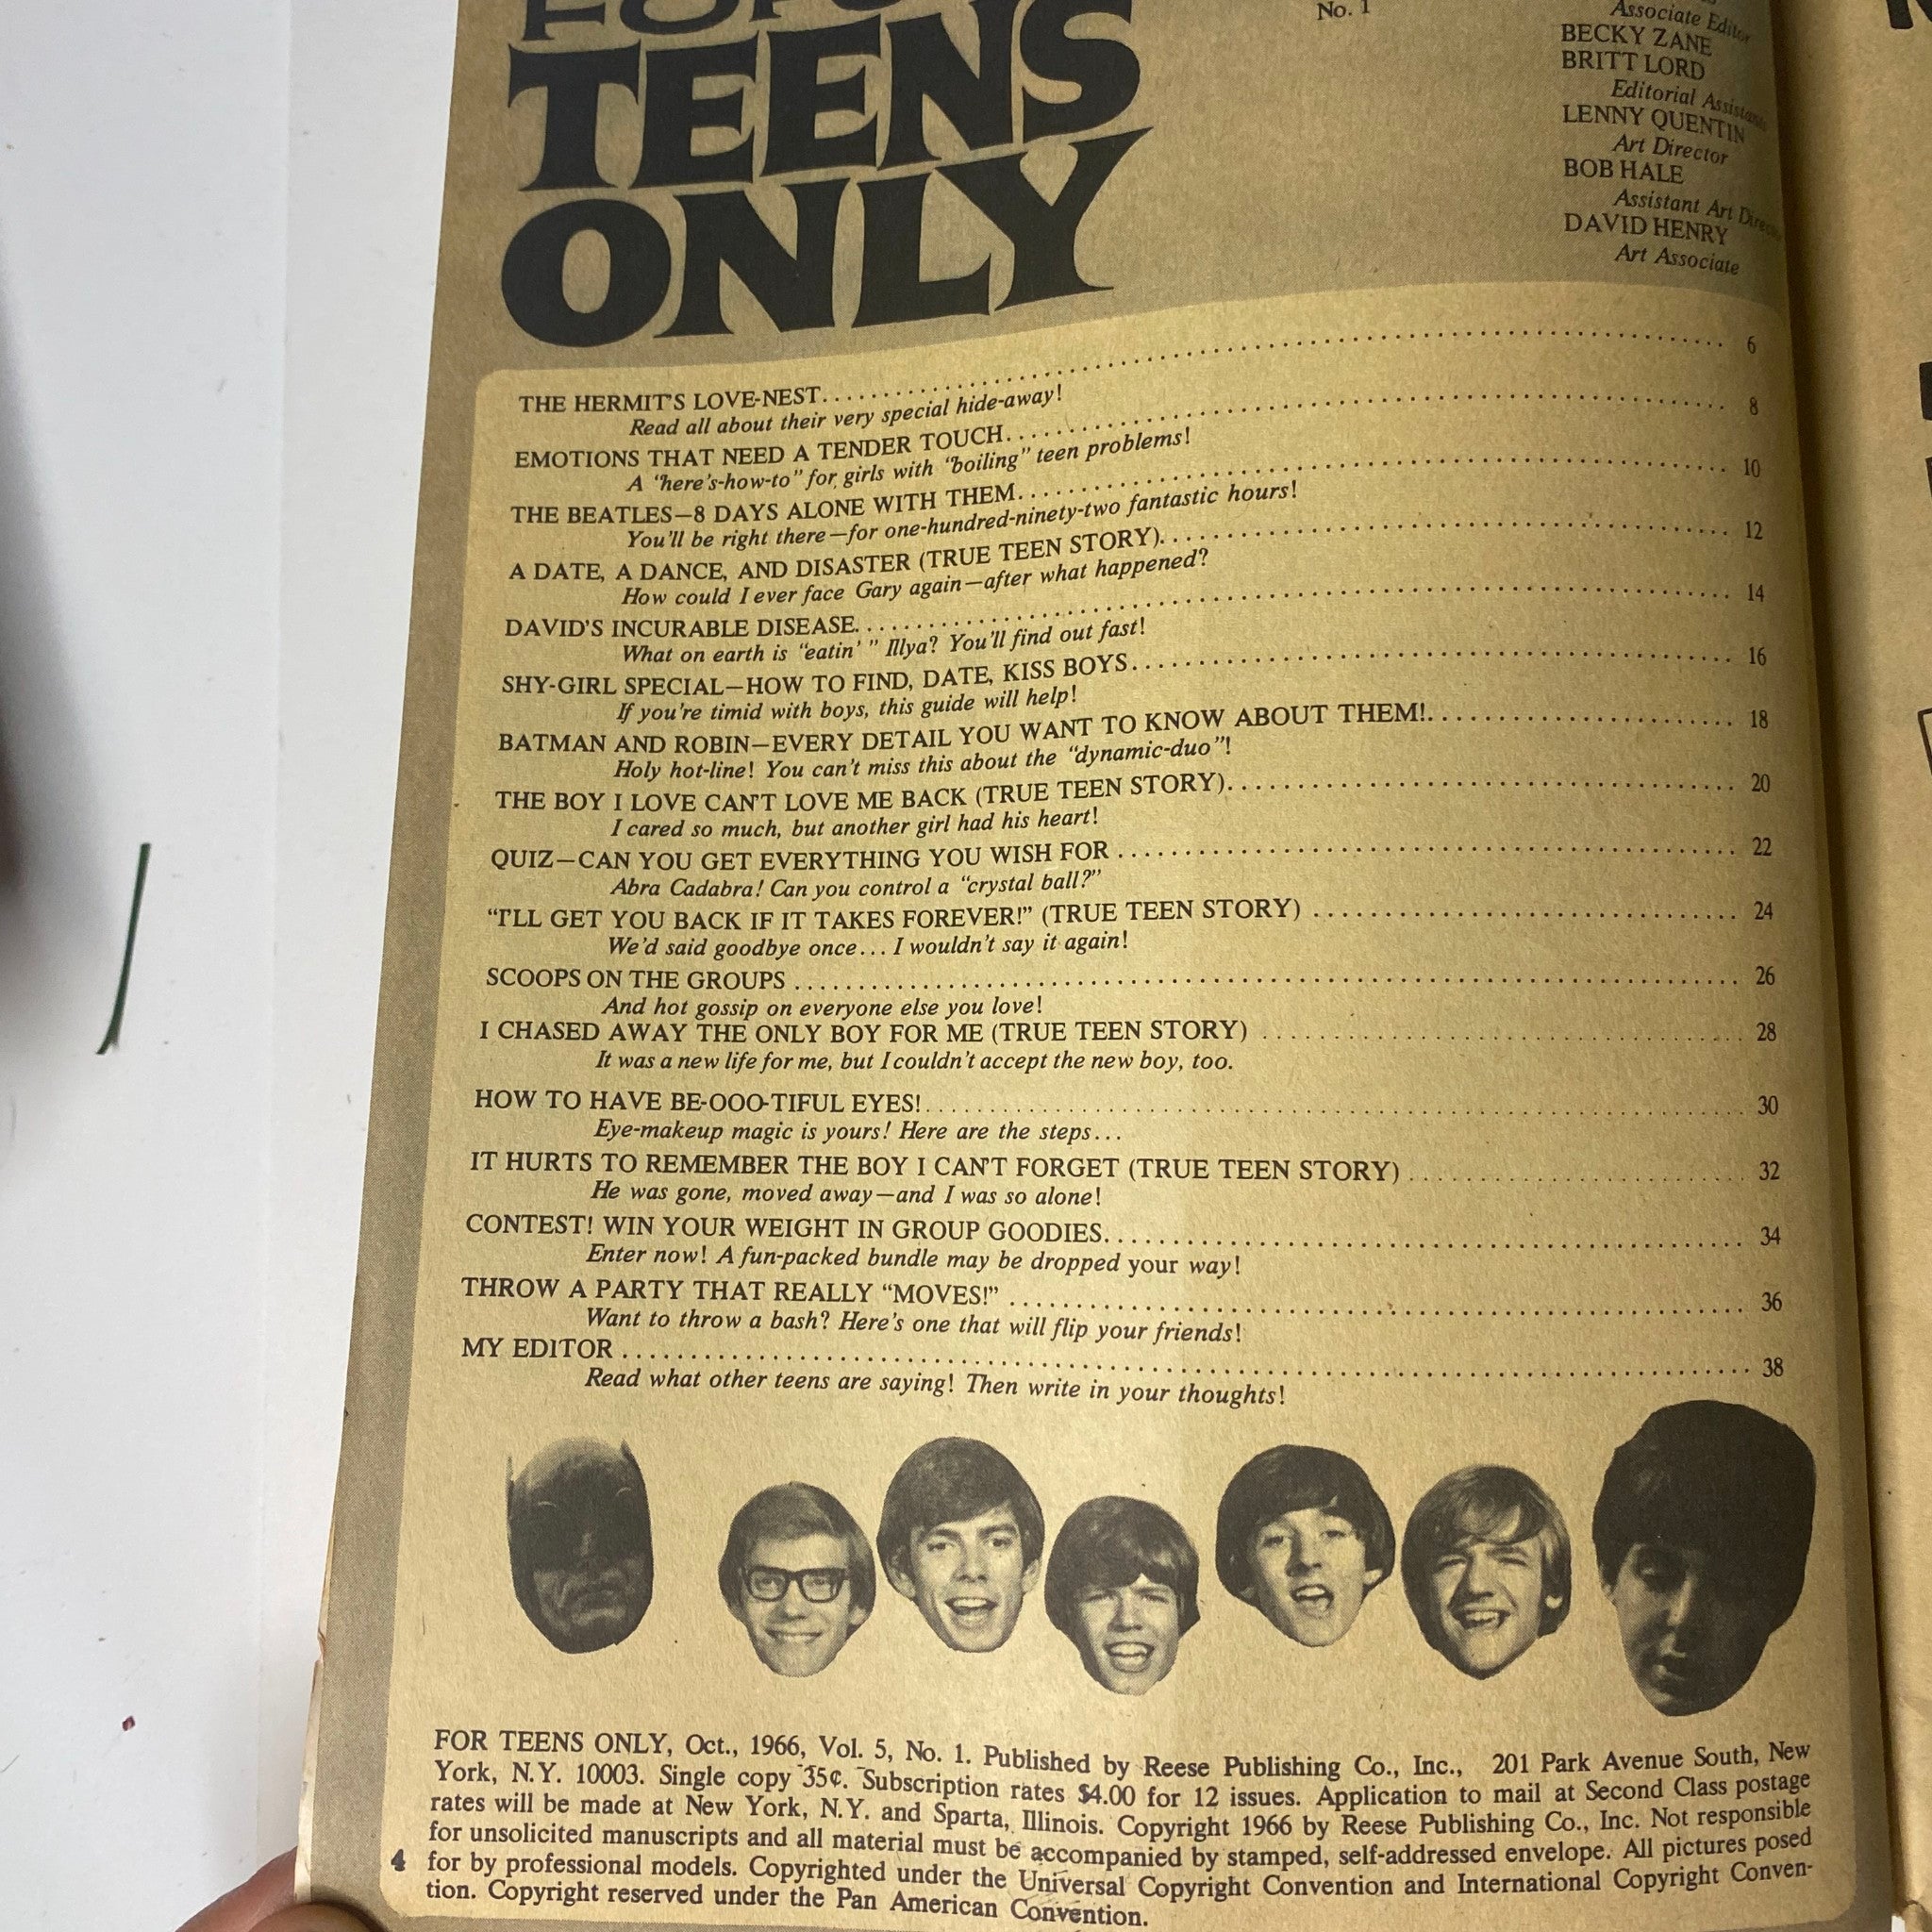 TEENS
ONLY
No. 1
Associate Editor
BECKY ZANE
BRITT LORD
Editorial Assistants
LENNY QUENTIN
Art Director
BOB HALE
Assistant Art
DAVID HENRY
Art Associate
THE HERMIT'S LOVE-NEST.......... 6
Read all about their very special hide-away!
EMOTIONS THAT NEED A TENDER TOUCH.......... 8
A "here's-how-to" for girls with "boiling" teen problems!
THE BEATLES—8 DAYS ALONE WITH THEM.......... 10
You'll be right there—for one-hundred-ninety-two fantastic hours!
A DATE, A DANCE, AND DISASTER (TRUE TEEN STORY).......... 12
How could I ever face Gary again—after what happened?
DAVID'S INCURABLE DISEASE.......... 14
What on earth is "eatin' " Illya? You'll find out fast!
SHY-GIRL SPECIAL—HOW TO FIND, DATE, KISS BOYS.......... 16
If you're timid with boys, this guide will help!
BATMAN AND ROBIN—EVERY DETAIL YOU WANT TO KNOW ABOUT THEM!.......... 18
Holy hot-line! You can't miss this about the "dynamic-duo"!
THE BOY I LOVE CAN'T LOVE ME BACK (TRUE TEEN STORY).......... 20
I cared so much, but another girl had his heart!
QUIZ—CAN YOU GET EVERYTHING YOU WISH FOR .......... 22
Abra Cadabra! Can you control a "crystal ball?"
"I'LL GET YOU BACK IF IT TAKES FOREVER!" (TRUE TEEN STORY) .......... 24
We'd said goodbye once... I wouldn't say it again!
SCOOPS ON THE GROUPS .......... 26
And hot gossip on everyone else you love!
I CHASED AWAY THE ONLY BOY FOR ME (TRUE TEEN STORY) .......... 28
It was a new life for me, but I couldn't accept the new boy, too.
HOW TO HAVE BE-OOO-TIFUL EYES!.......... 30
Eye-makeup magic is yours! Here are the steps...
IT HURTS TO REMEMBER THE BOY I CAN'T FORGET (TRUE TEEN STORY) .......... 32
He was gone, moved away—and I was so alone!
CONTEST! WIN YOUR WEIGHT IN GROUP GOODIES.......... 34
Enter now! A fun-packed bundle may be dropped your way!
THROW A PARTY THAT REALLY "MOVES!" .......... 36
Want to throw a bash? Here's one that will flip your friends!
MY EDITOR .......... 38
Read what other teens are saying! Then write in your thoughts!
FOR TEENS ONLY, Oct., 1966, Vol. 5, No. 1. Published by Reese Publishing Co., Inc., 201 Park Avenue South, New
York, N.Y. 10003. Single copy 35¢. Subscription rates $4.00 for 12 issues. Application to mail at Second Class postage
rates will be made at New York, N.Y. and Sparta, Illinois. Copyright 1966 by Reese Publishing Co., Inc. Not responsible
for unsolicited manuscripts and all material must be accompanied by stamped, self-addressed envelope. All pictures posed
4 for by professional models. Copyrighted under the Universal Copyright Convention and International Copyright Conven-
tion. Copyright reserved under the Pan American Convention.